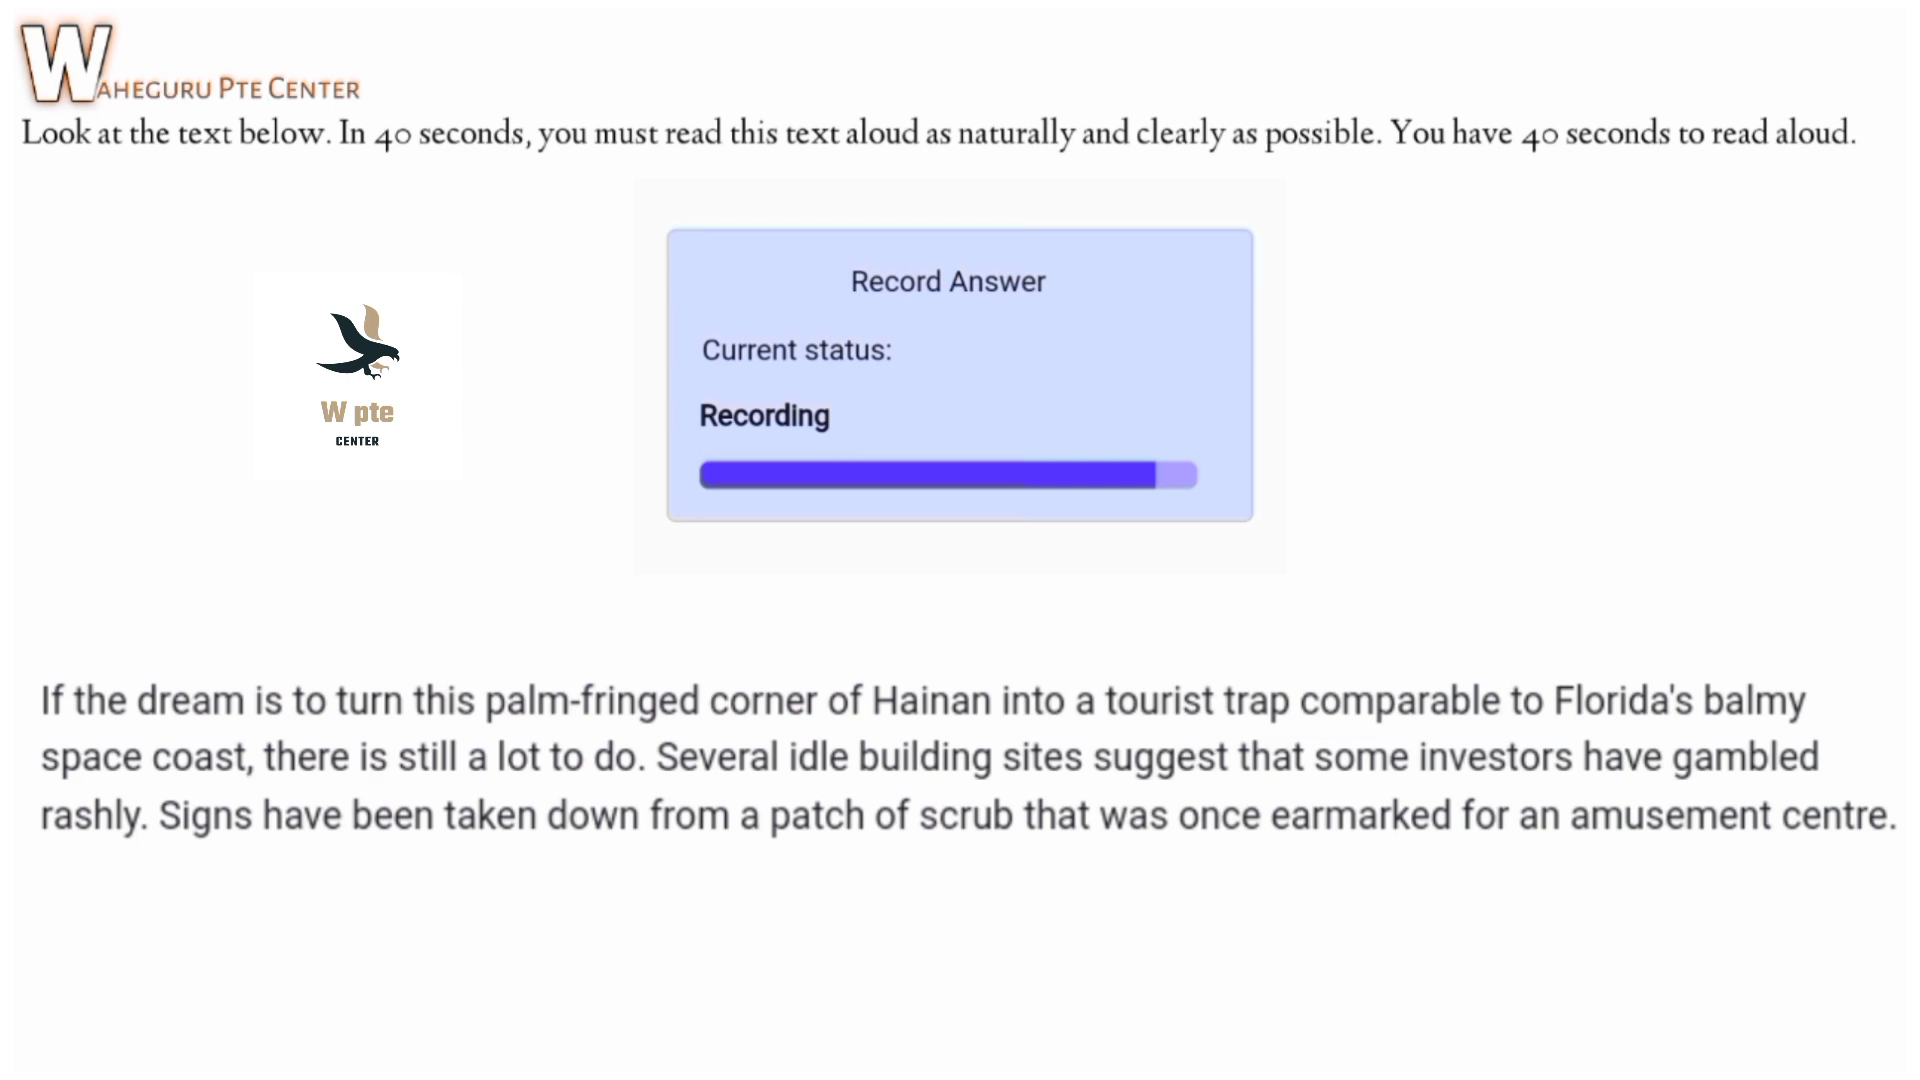 WAHEGURU PTE CENTER
Look at the text below. In 40 seconds, you must read this text aloud as naturally and clearly as possible. You have 40 seconds to read aloud.
Record Answer
Current status:
Recording
W pte
CENTER
If the dream is to turn this palm-fringed corner of Hainan into a tourist trap comparable to Florida's balmy
space coast, there is still a lot to do. Several idle building sites suggest that some investors have gambled
rashly. Signs have been taken down from a patch of scrub that was once earmarked for an amusement centre.